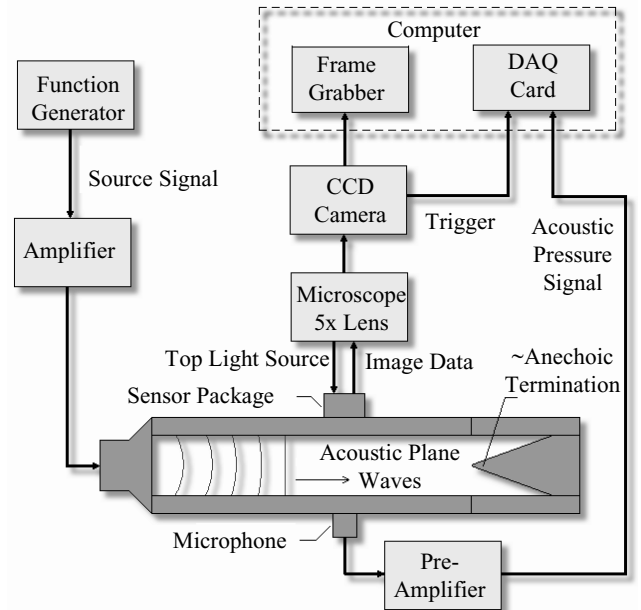 Computer
Function
Generator
Frame
Grabber
DAQ
Card
Source Signal
CCD
Camera
Trigger
Acoustic
Pressure
Signal
Amplifier
Microscope
5x Lens
Top Light Source
Image Data
~Anechoic
Termination
Sensor Package
Acoustic Plane
Waves
Microphone
Pre-
Amplifier